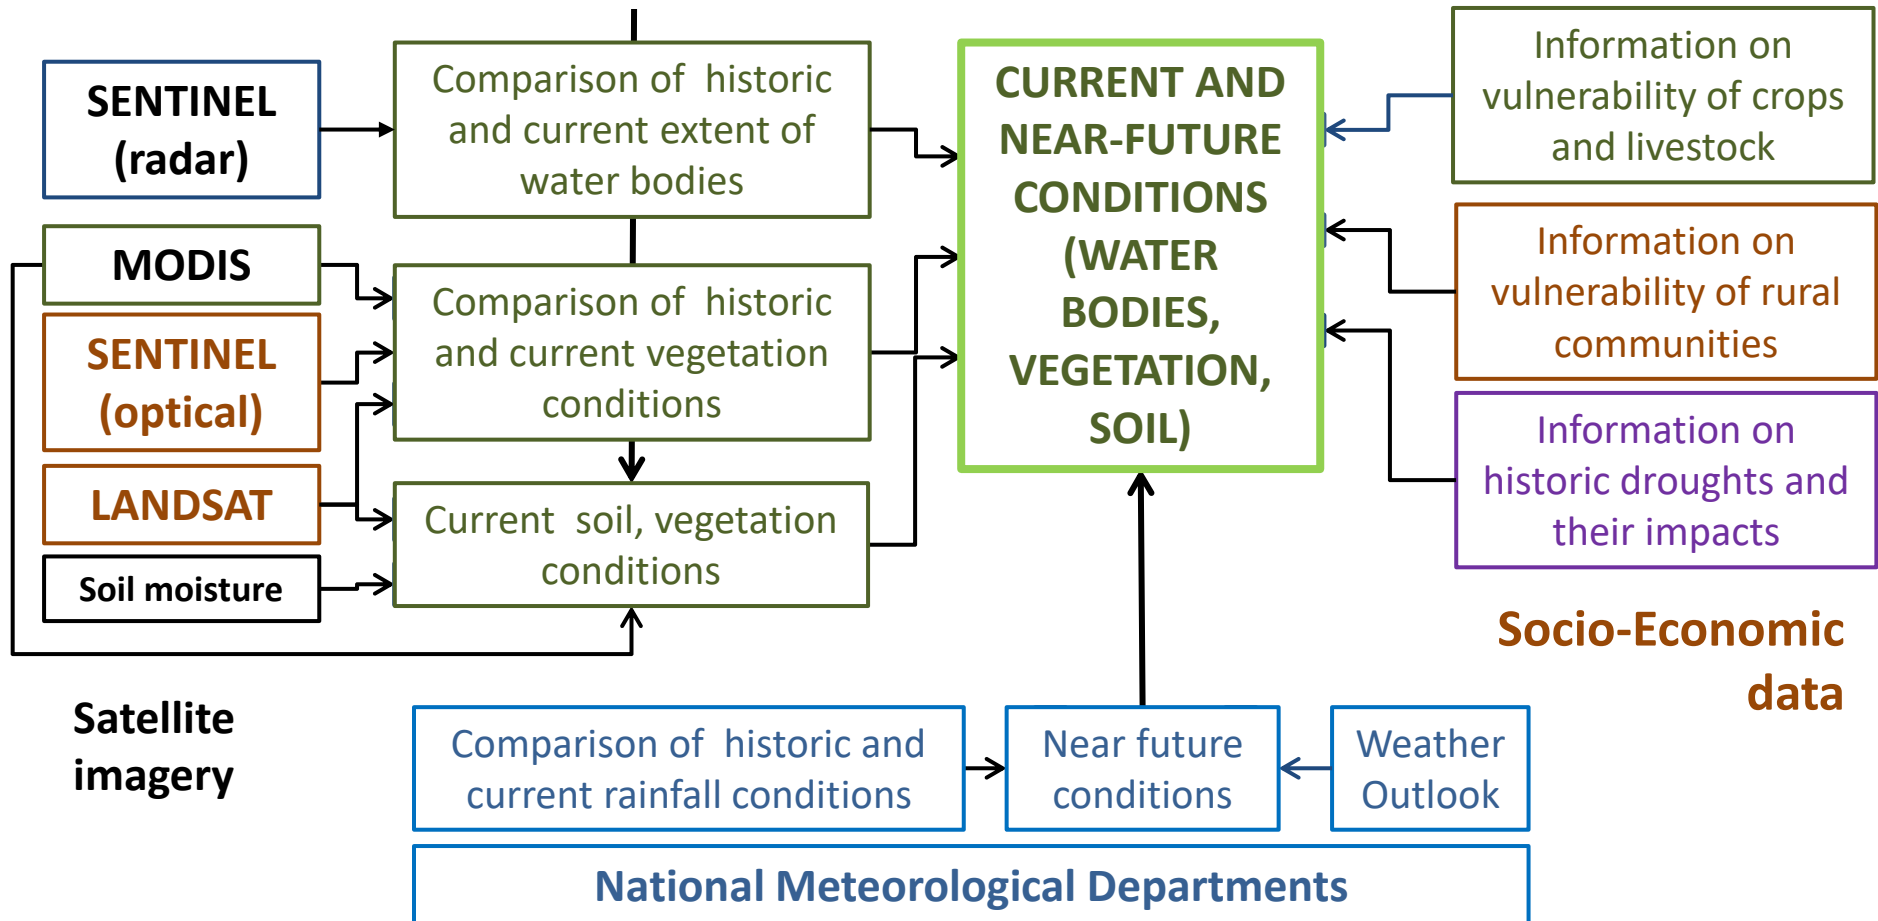 SENTINEL
(radar)
MODIS
SENTINEL
(optical)
LANDSAT
Soil moisture
Satellite
imagery
Comparison of historic
and current extent of
water bodies
Comparison of historic
and current vegetation
conditions
Current soil, vegetation
conditions
CURRENT AND
NEAR-FUTURE
CONDITIONS
(WATER
BODIES,
VEGETATION,
SOIL)
Information on
vulnerability of crops
and livestock
Information on
vulnerability of rural
communities
Information on
historic droughts and
their impacts
Socio-Economic
data
Comparison of historic and
current rainfall conditions
Near future
conditions
Weather
Outlook
National Meteorological Departments